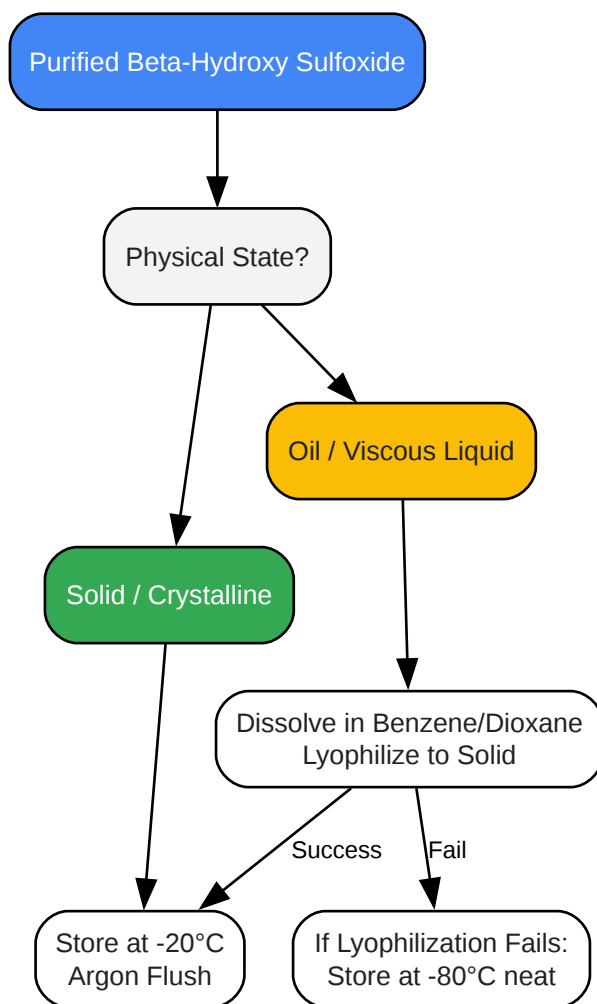 Purified Beta-Hydroxy Sulfoxide
Physical State?
Oil / Viscous Liquid
Solid / Crystalline
Dissolve in Benzene/Dioxane
Lyophilize to Solid
Success
Fail
Store at -20°C
Argon Flush
If Lyophilization Fails:
Store at -80°C neat